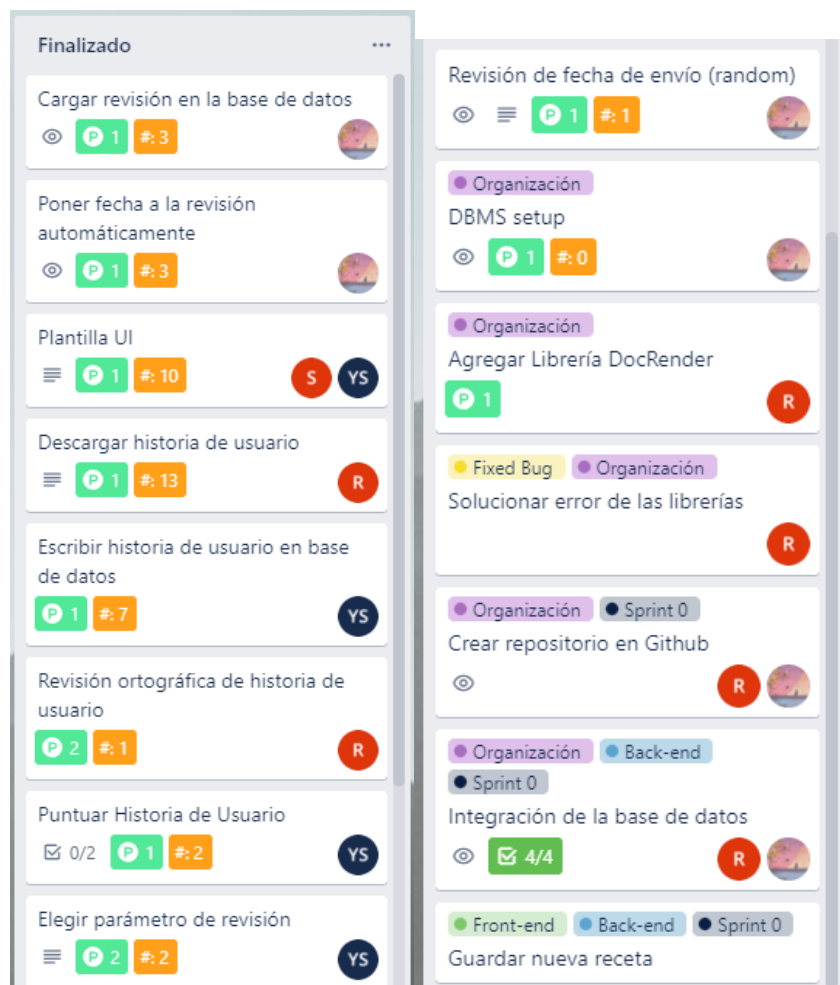 Finalizado
Cargar revisión en la base de datos
P 1 #: 3
Poner fecha a la revisión
automáticamente
P 1 #: 3
Plantilla UI
P 1 #: 10 S YS
Descargar historia de usuario
P 1 #: 13 R
Escribir historia de usuario en base
de datos
P 1 #: 7 YS
Revisión ortográfica de historia de
usuario
P 2 #: 1 R
Puntuar Historia de Usuario
0/2 P 1 #: 2 YS
Elegir parámetro de revisión
P 2 #: 2 YS
Revisión de fecha de envío (random)
P 1 #: 1
Organización
DBMS setup
P 1 #: 0
Organización
Agregar Librería DocRender
P 1 R
Fixed Bug Organización
Solucionar error de las librerías
R
Organización Sprint 0
Crear repositorio en Github
R
Organización Back-end
Sprint 0
Integración de la base de datos
4/4 R
Front-end Back-end Sprint 0
Guardar nueva receta